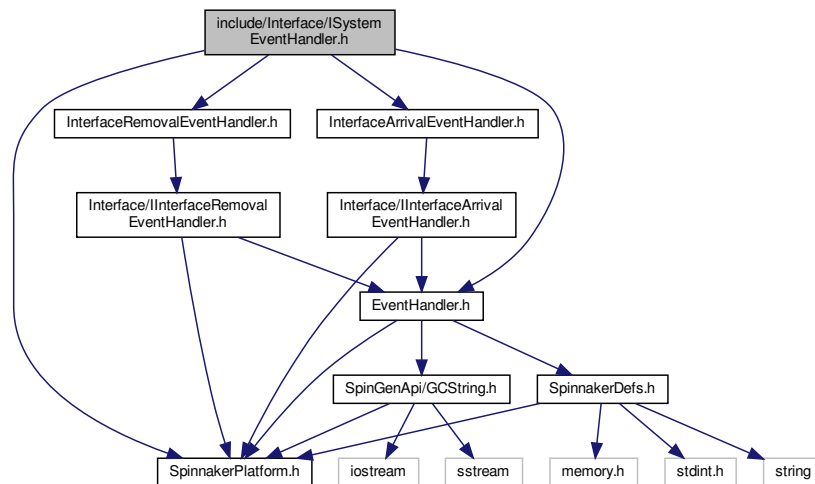 include/Interface/ISystem
EventHandler.h
InterfaceRemovalEventHandler.h
InterfaceArrivalEventHandler.h
Interface/IInterfaceRemoval
EventHandler.h
Interface/IInterfaceArrival
EventHandler.h
EventHandler.h
SpinGenApi/GCString.h
SpinnakerDefs.h
SpinnakerPlatform.h
iostream
sstream
memory.h
stdint.h
string